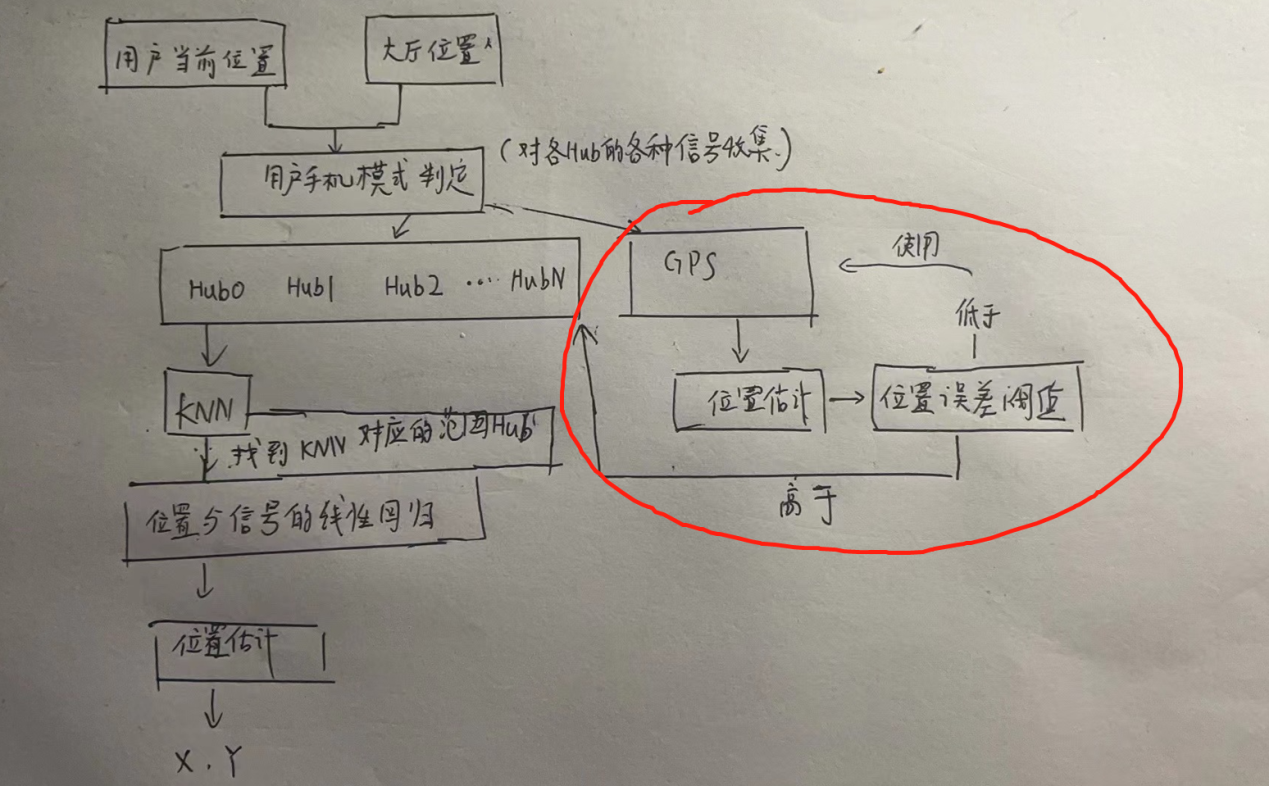 用户当前位置
大厅位置
用户手机模式判定
(对各Hub的各种信号收集)
Hub0 Hub1 Hub2 ···· HubN
GPS
使用
低于
位置估计
位置误差阈值
高于
KNN
找到KNN对应的范围Hub
位置与信号的线性回归
位置估计
X, Y